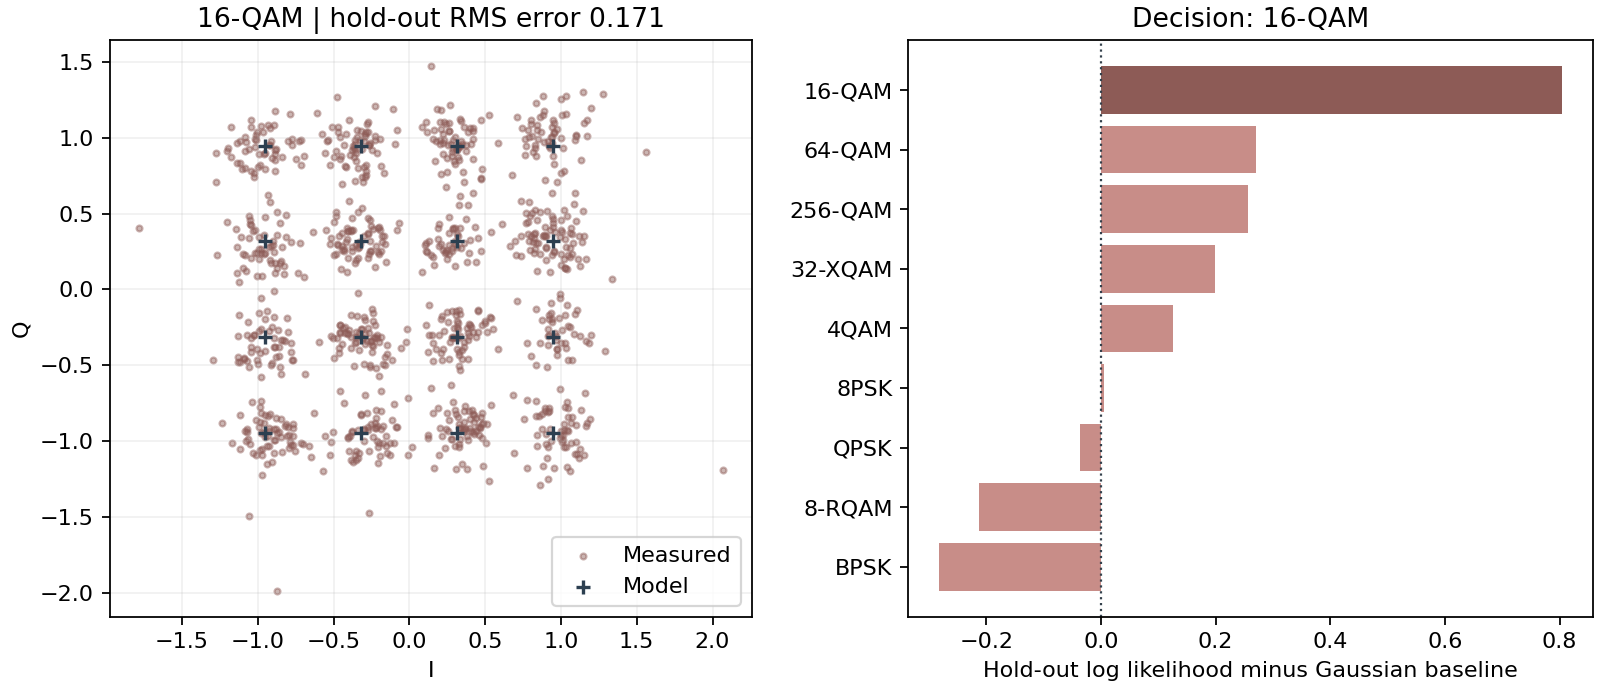 16-QAM | hold-out RMS error 0.171
1.5
1.0
0.5
0.0
−0.5
−1.0
−1.5
−2.0
Q
−1.5 −1.0 −0.5 0.0 0.5 1.0 1.5 2.0
I
Measured
Model
Decision: 16-QAM
16-QAM
64-QAM
256-QAM
32-XQAM
4QAM
8PSK
QPSK
8-RQAM
BPSK
−0.2 0.0 0.2 0.4 0.6 0.8
Hold-out log likelihood minus Gaussian baseline